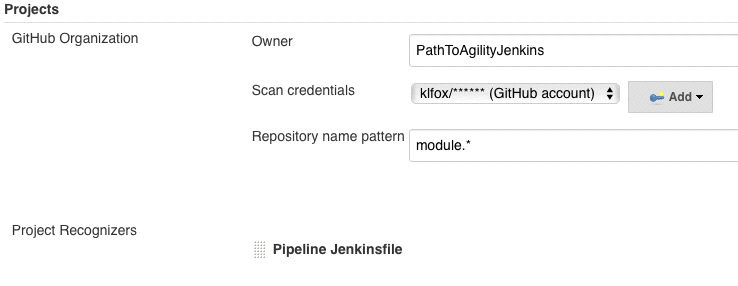 Projects
GitHub Organization
Owner
PathToAgilityJenkins
Scan credentials
klfox/****** (GitHub account)
Add
Repository name pattern
module.*
Project Recognizers
Pipeline Jenkinsfile